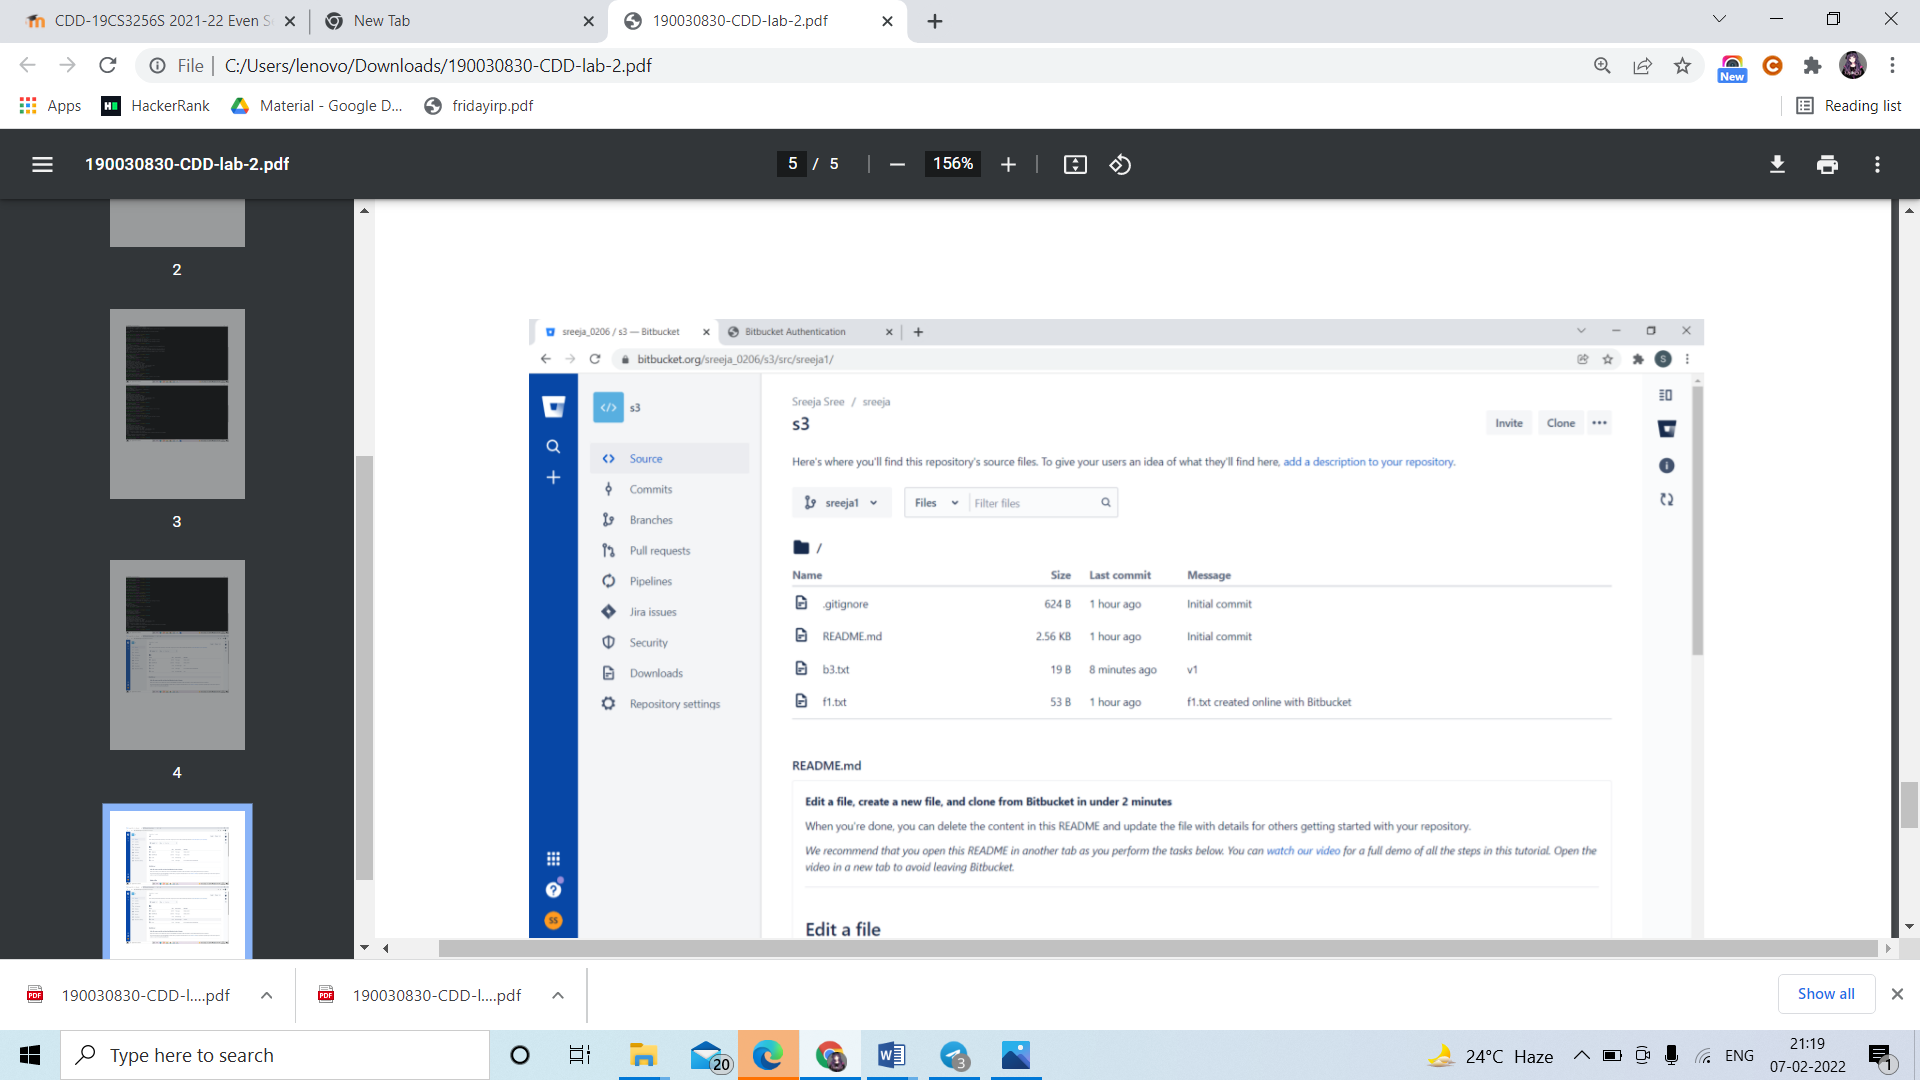 CDD-19CS3256S 2021-22 Even S
New Tab
190030830-CDD-lab-2.pdf
File
C:/Users/lenovo/Downloads/190030830-CDD-lab-2.pdf
New
Apps
HackerRank
Material - Google D...
fridayirp.pdf
Reading list
190030830-CDD-lab-2.pdf
5 / 5
156%
2
3
4
sreeja_0206 / s3 — Bitbucket
Bitbucket Authentication
bitbucket.org/sreeja_0206/s3/src/sreeja1/
S
s3
Source
Commits
Branches
Pull requests
Pipelines
Jira issues
Security
Downloads
Repository settings
SS
Sreeja Sree / sreeja
s3
Invite
Clone
Here's where you'll find this repository's source files. To give your users an idea of what they'll find here, add a description to your repository.
sreeja1
Files
Filter files
/
Name Size Last commit Message
.gitignore 624 B 1 hour ago Initial commit
README.md 2.56 KB 1 hour ago Initial commit
b3.txt 19 B 8 minutes ago v1
f1.txt 53 B 1 hour ago f1.txt created online with Bitbucket
README.md
Edit a file, create a new file, and clone from Bitbucket in under 2 minutes
When you're done, you can delete the content in this README and update the file with details for others getting started with your repository.
We recommend that you open this README in another tab as you perform the tasks below. You can watch our video for a full demo of all the steps in this tutorial. Open the
video in a new tab to avoid leaving Bitbucket.
Edit a file
190030830-CDD-l....pdf
190030830-CDD-l....pdf
Show all
Type here to search
20
3
24°C Haze
ENG
21:19
07-02-2022
1